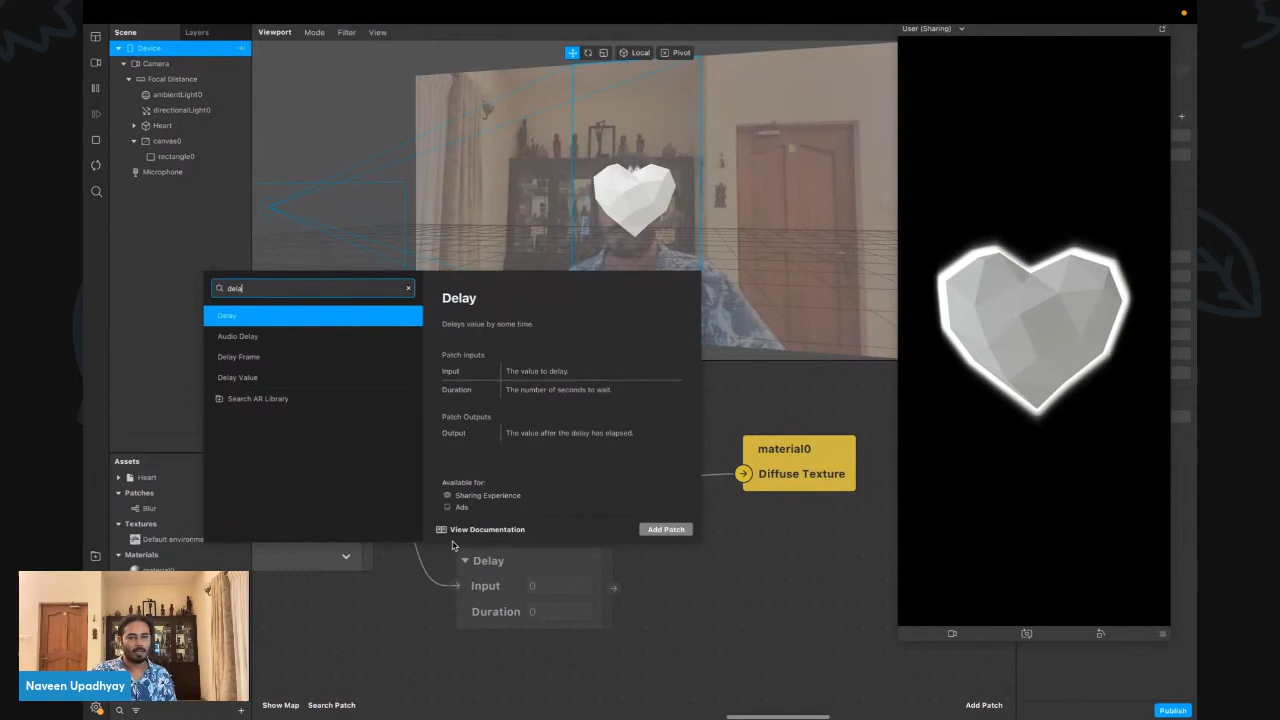 Scene
Layers
Viewport
Mode
Filter
View
User (Sharing)
Device
Local
Pivot
Camera
Focal Distance
ambientLight0
directionalLight0
Heart
canvas0
rectangle0
Microphone
dela
Delay
Audio Delay
Delay Frame
Delay Value
Search AR Library
Delay
Delays value by some time.
Patch Inputs
Input
The value to delay.
Duration
The number of seconds to wait.
Patch Outputs
Output
The value after the delay has elapsed.
Available for:
Sharing Experience
Ads
View Documentation
Add Patch
material0
Diffuse Texture
Assets
Heart
Patches
Blur
Textures
Default environme
Materials
material0
Delay
Input
0
Duration
0
Naveen Upadhyay
Show Map
Search Patch
Add Patch
Publish